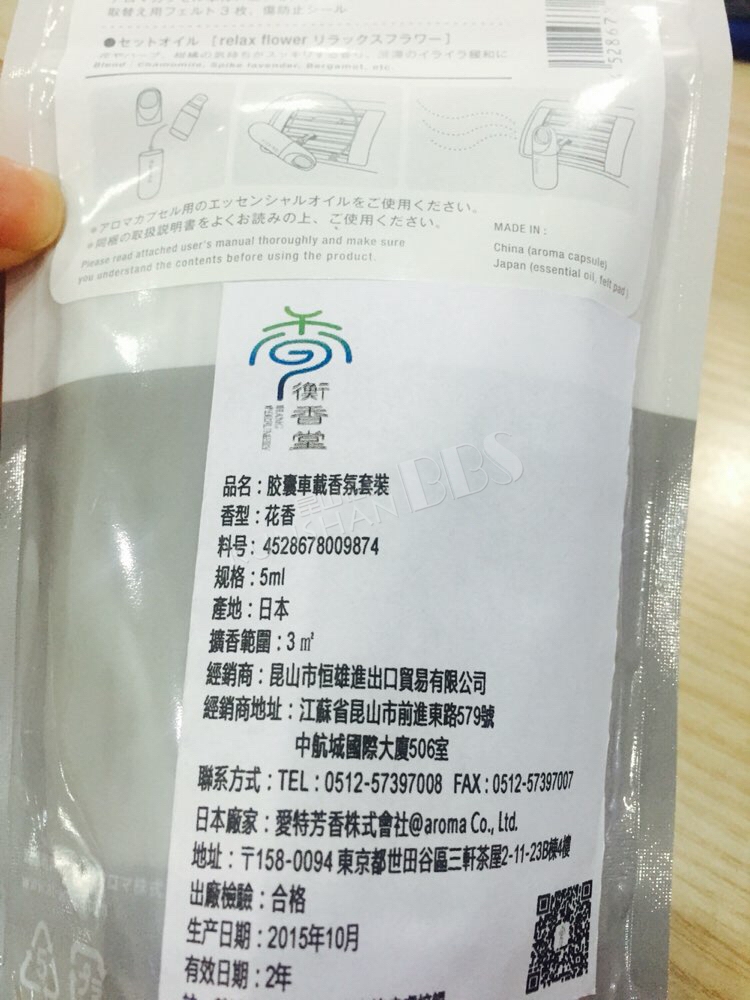 取替え用フェルト3枚、傷防止シール
●セットオイル [relax flower リラックスフラワー]
Blend : Chamomile, Spike lavender, Bergamot, etc.
*アロマカプセル用のエッセンシャルオイルをご使用ください。
*同梱の取扱説明書をよくお読みの上、ご使用ください。
Please read attached user's manual thoroughly and make sure
you understand the contents before using the product.
MADE IN :
China (aroma capsule)
Japan (essential oil, felt pad)
衡香堂
品名：胶囊車載香氛套裝
香型：花香
料号：4528678009874
规格：5ml
產地：日本
擴香範圍：3㎡
經銷商：昆山市恒雄進出口貿易有限公司
經銷商地址：江蘇省昆山市前進東路579號
中航城國際大廈506室
聯系方式：TEL：0512-57397008 FAX：0512-57397007
日本廠家：愛特芳香株式會社@aroma Co., Ltd.
地址：〒158-0094 東京都世田谷區三軒茶屋2-11-23B棟4樓
出廠檢驗：合格
生产日期：2015年10月
有效日期：2年